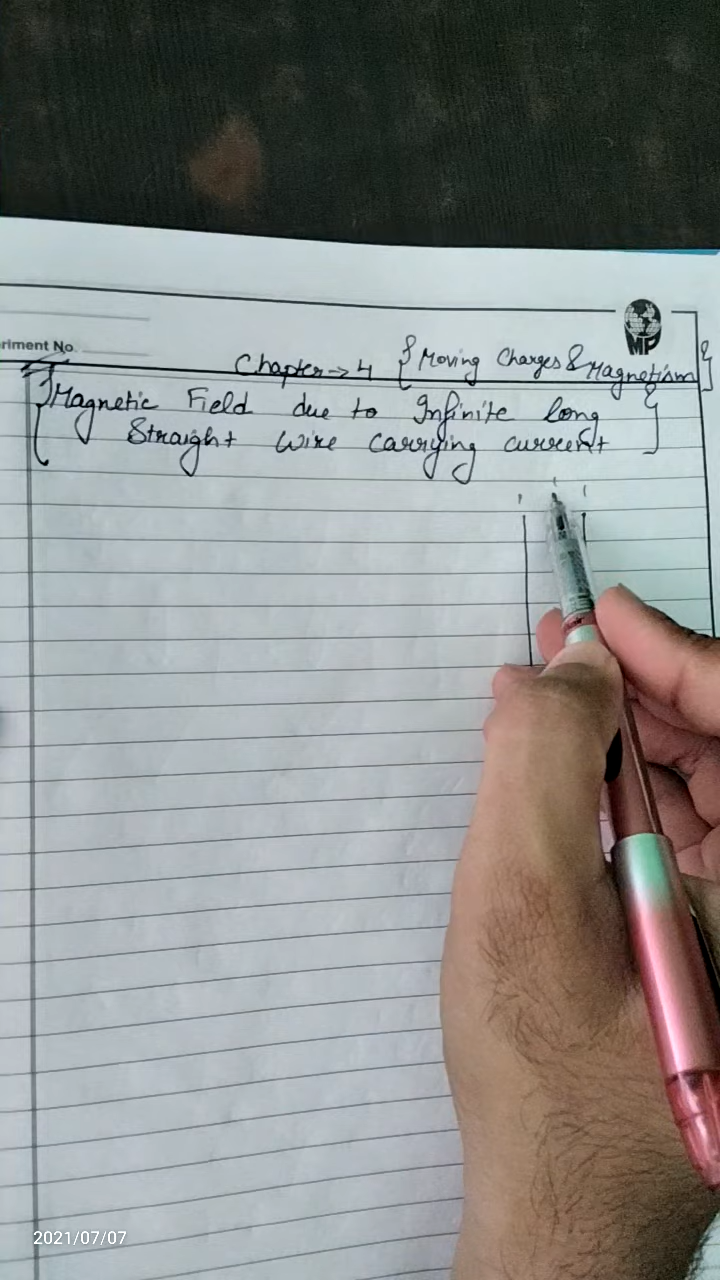 MP
riment No.
Chapter → 4 {Moving Charges & Magnetism}
{Magnetic Field due to Infinite long
Straight wire carrying current}
2021/07/07